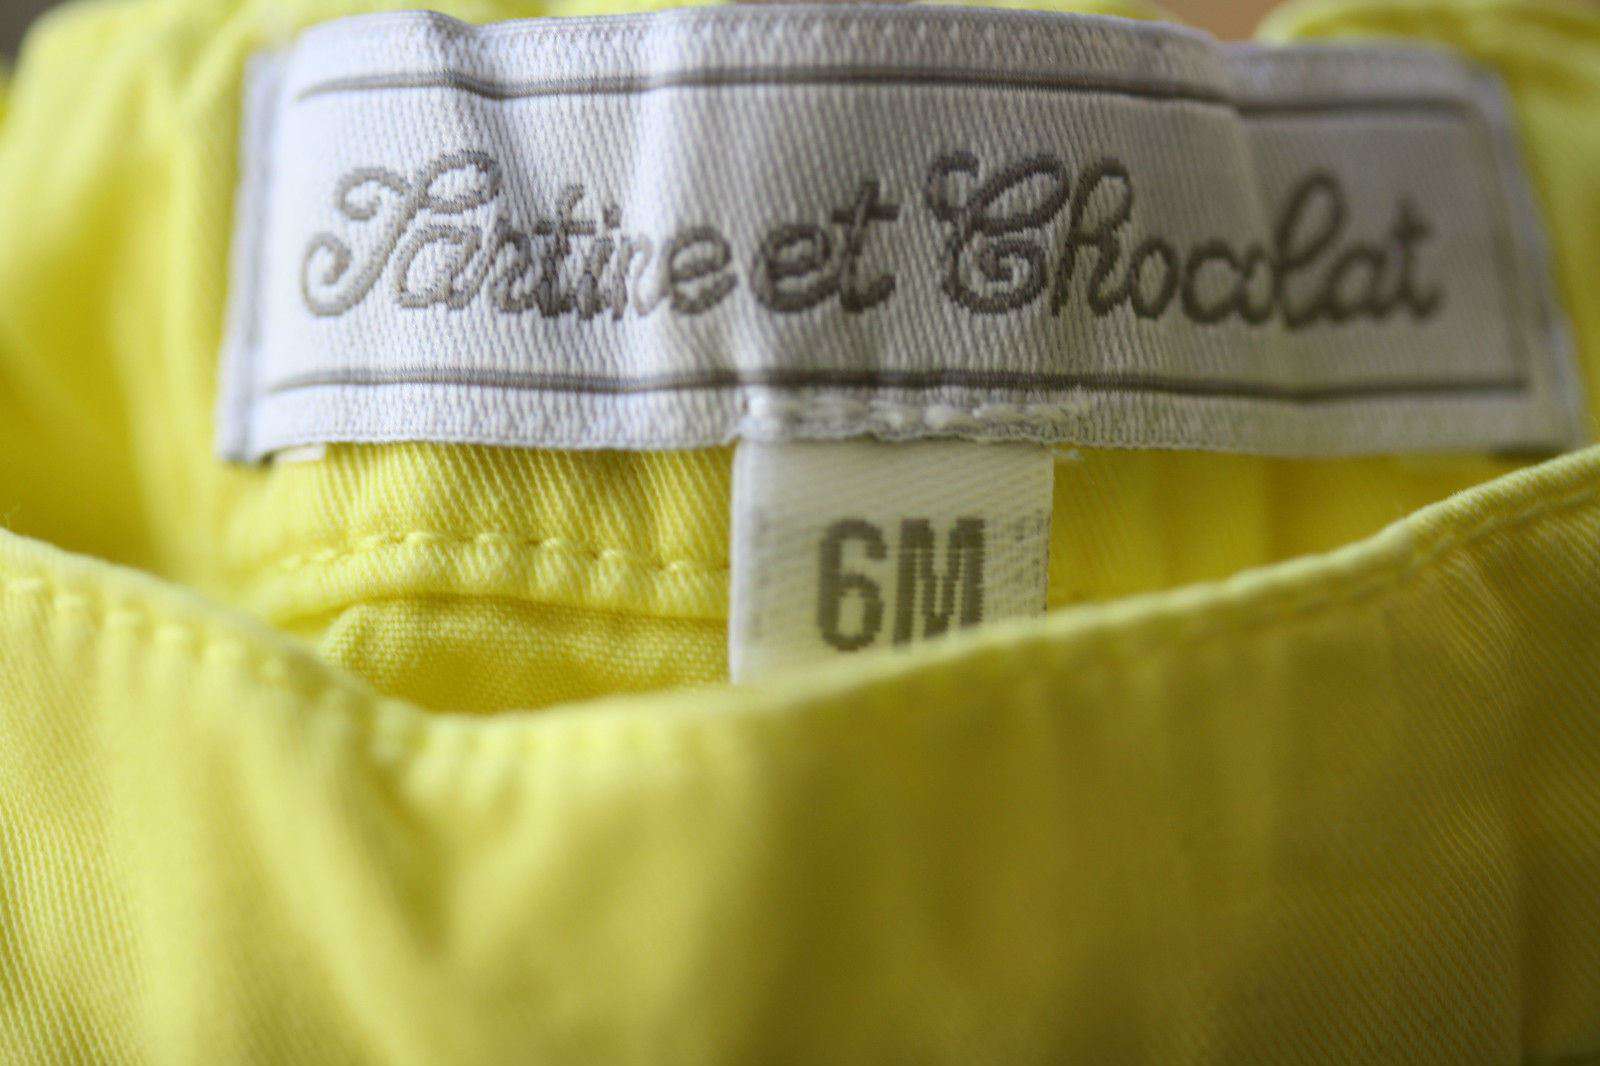 Tartine et Chocolat
6M